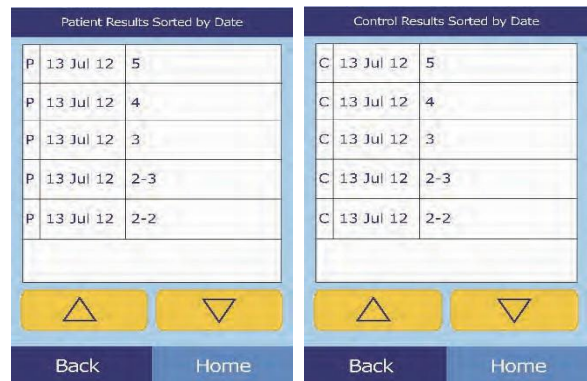 Patient Results Sorted by Date
P 13 Jul 12 5
P 13 Jul 12 4
P 13 Jul 12 3
P 13 Jul 12 2-3
P 13 Jul 12 2-2
Back Home
Control Results Sorted by Date
C 13 Jul 12 5
C 13 Jul 12 4
C 13 Jul 12 3
C 13 Jul 12 2-3
C 13 Jul 12 2-2
Back Home